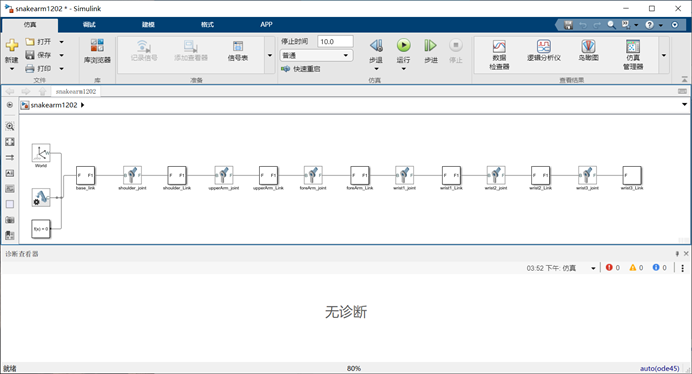 snakearm1202 * - Simulink
仿真 调试 建模 格式 APP
新建 打开 保存 打印 库浏览器 记录信号 添加查看器 信号表 停止时间 10.0 普通 快速重启 步退 运行 步进 停止 数据检查器 逻辑分析仪 鸟瞰图 仿真管理器
文件 库 准备 仿真 查看结果
snakearm1202
snakearm1202
World
F F1 F F1 F F1 F F1 F F1 F F1 F
base_link shoulder_joint shoulder_Link upperArm_joint upperArm_Link foreArm_joint foreArm_Link wrist1_joint wrist1_Link wrist2_joint wrist2_Link wrist3_joint wrist3_Link
f(x) = 0
诊断查看器
03:52 下午: 仿真 0 0 0
无诊断
就绪 80% auto(ode45)